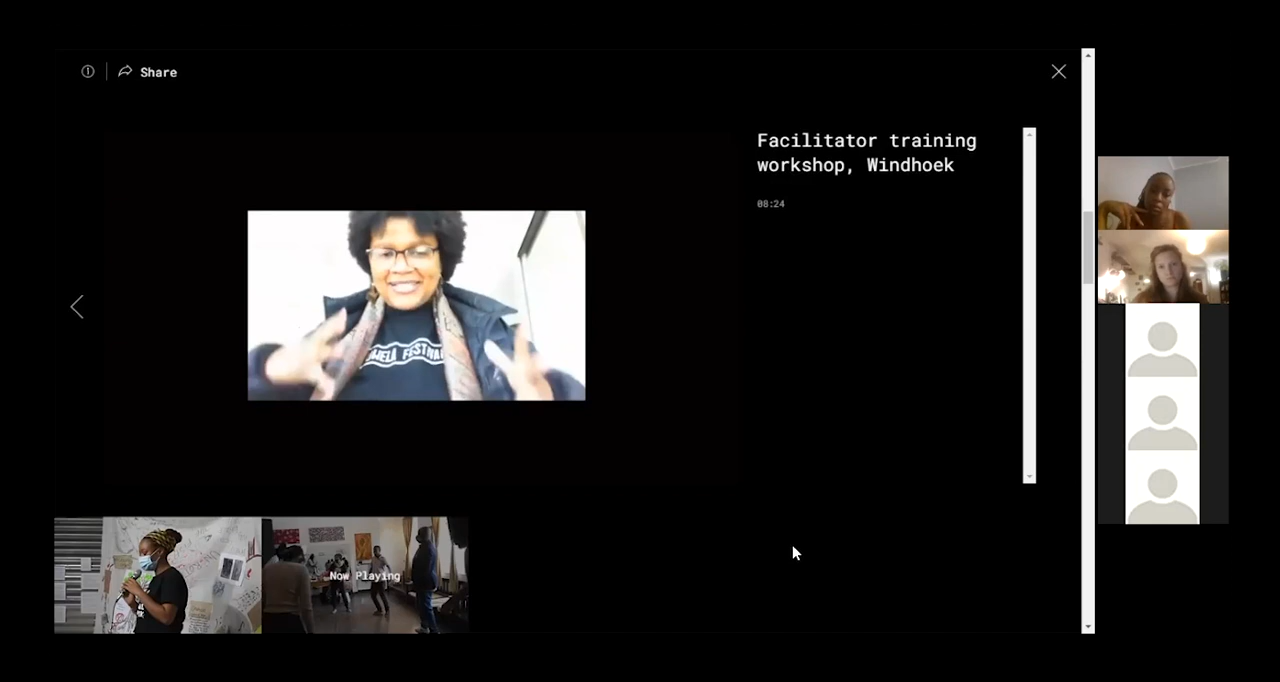 Share
Facilitator training
workshop, Windhoek
08:24
Now Playing